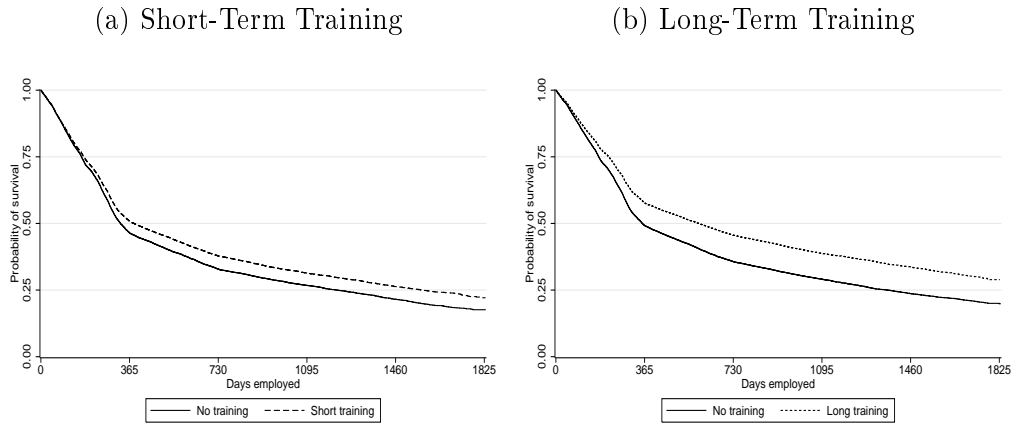 (a) Short-Term Training
Probability of survival
1.00
0.75
0.50
0.25
0.00
0 365 730 1095 1460 1825
Days employed
No training Short training
(b) Long-Term Training
Probability of survival
1.00
0.75
0.50
0.25
0.00
0 365 730 1095 1460 1825
Days employed
No training Long training